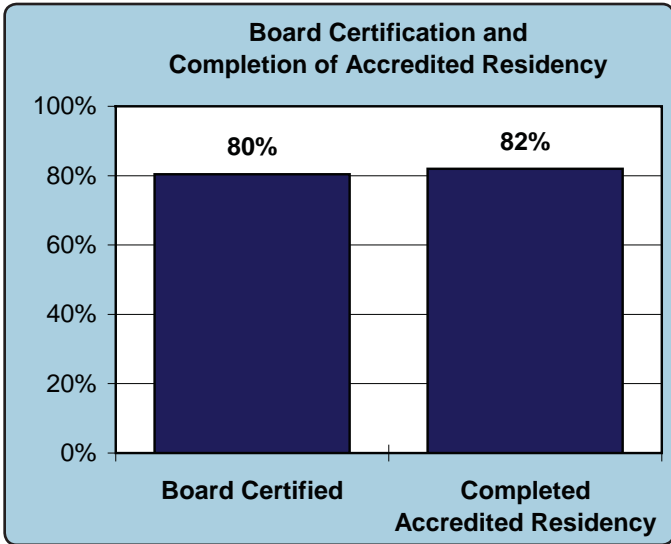 Board Certification and
Completion of Accredited Residency
100%
80%
60%
40%
20%
0%
80%
82%
Board Certified
Completed
Accredited Residency